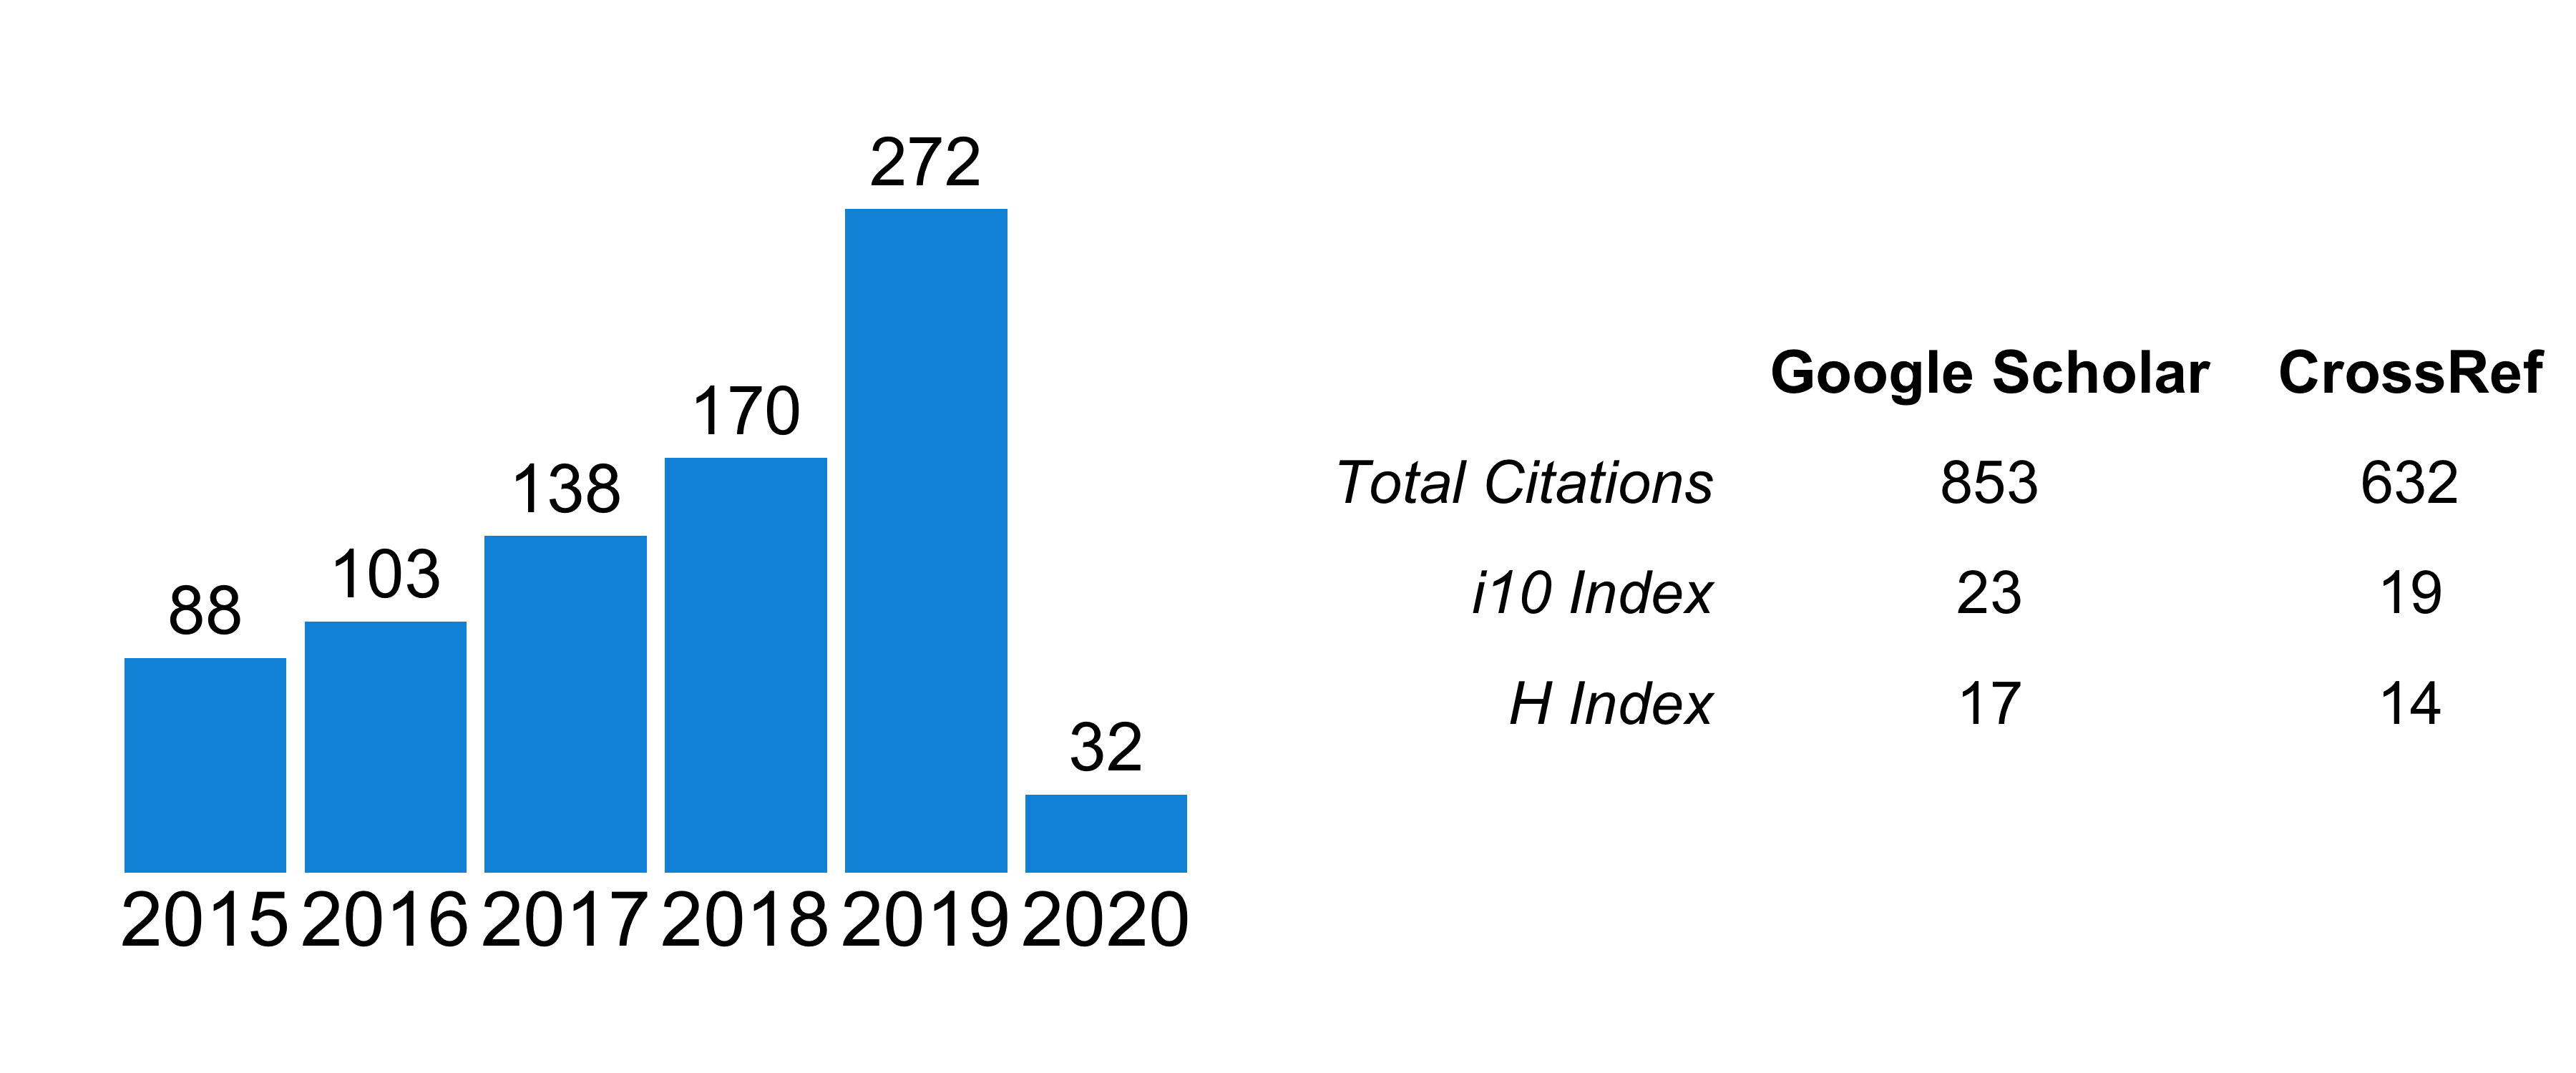 272
170
138
103
88
32
2015 2016 2017 2018 2019 2020
Google Scholar CrossRef
Total Citations 853 632
i10 Index 23 19
H Index 17 14